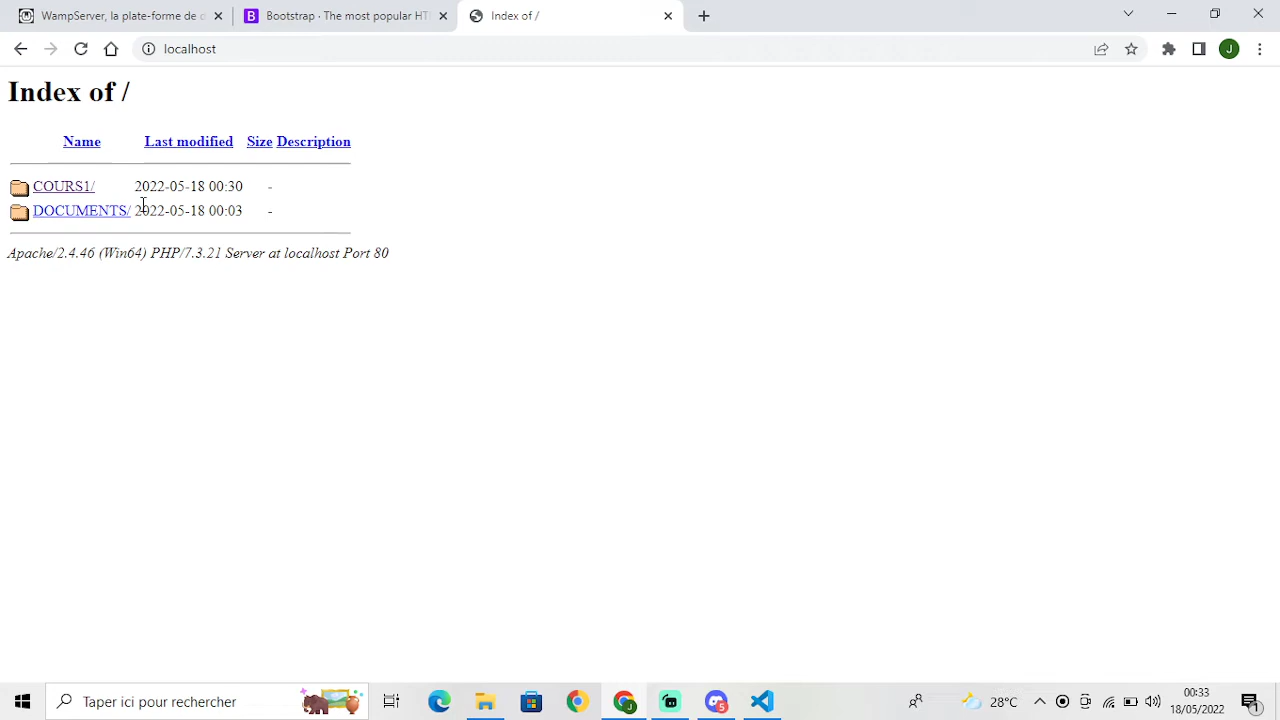 WampServer, la plate-forme de d
Bootstrap · The most popular HT
Index of /
localhost
J
Index of /
Name Last modified Size Description
COURS1/ 2022-05-18 00:30 -
DOCUMENTS/ 2022-05-18 00:03 -
Apache/2.4.46 (Win64) PHP/7.3.21 Server at localhost Port 80
Taper ici pour rechercher
J
5
28°C
00:33
18/05/2022
1